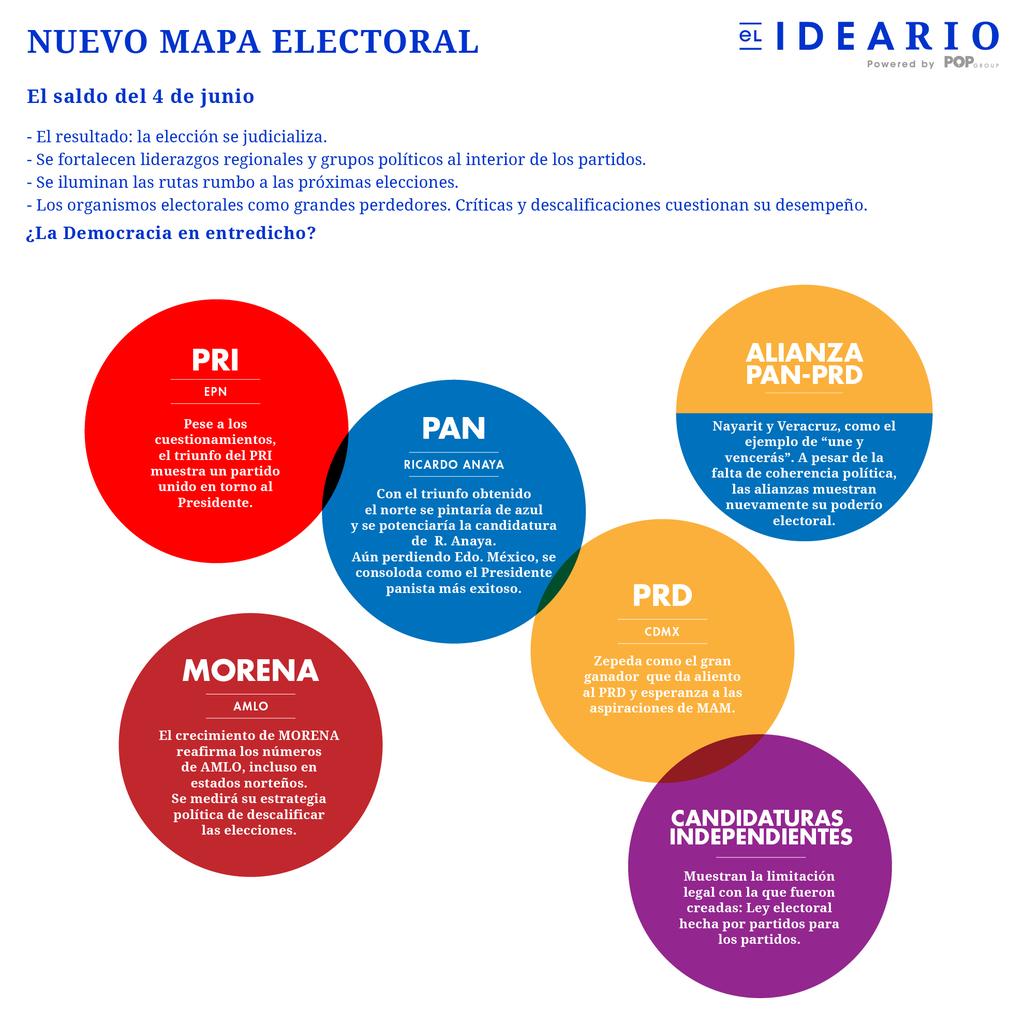 NUEVO MAPA ELECTORAL
eL IDEARIO
Powered by POP GROUP
El saldo del 4 de junio
- El resultado: la elección se judicializa.
- Se fortalecen liderazgos regionales y grupos políticos al interior de los partidos.
- Se iluminan las rutas rumbo a las próximas elecciones.
- Los organismos electorales como grandes perdedores. Críticas y descalificaciones cuestionan su desempeño.
¿La Democracia en entredicho?
PRI
EPN
Pese a los
cuestionamientos,
el triunfo del PRI
muestra un partido
unido en torno al
Presidente.
PAN
RICARDO ANAYA
Con el triunfo obtenido
el norte se pintaría de azul
y se potenciaría la candidatura
de R. Anaya.
Aún perdiendo Edo. México, se
consoloda como el Presidente
panista más exitoso.
ALIANZA
PAN-PRD
Nayarit y Veracruz, como el
ejemplo de “une y
vencerás”. A pesar de la
falta de coherencia política,
las alianzas muestran
nuevamente su poderío
electoral.
PRD
CDMX
Zepeda como el gran
ganador que da aliento
al PRD y esperanza a las
aspiraciones de MAM.
MORENA
AMLO
El crecimiento de MORENA
reafirma los números
de AMLO, incluso en
estados norteños.
Se medirá su estrategia
política de descalificar
las elecciones.
CANDIDATURAS
INDEPENDIENTES
Muestran la limitación
legal con la que fueron
creadas: Ley electoral
hecha por partidos para
los partidos.